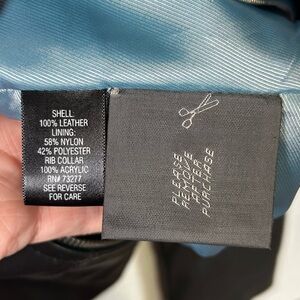 SHELL:
100% LEATHER
LINING:
58% NYLON
42% POLYESTER
RIB COLLAR
100% ACRYLIC
RN# 73277
SEE REVERSE
FOR CARE
PLEASE
REMOVE
AFTER
PURCHASE